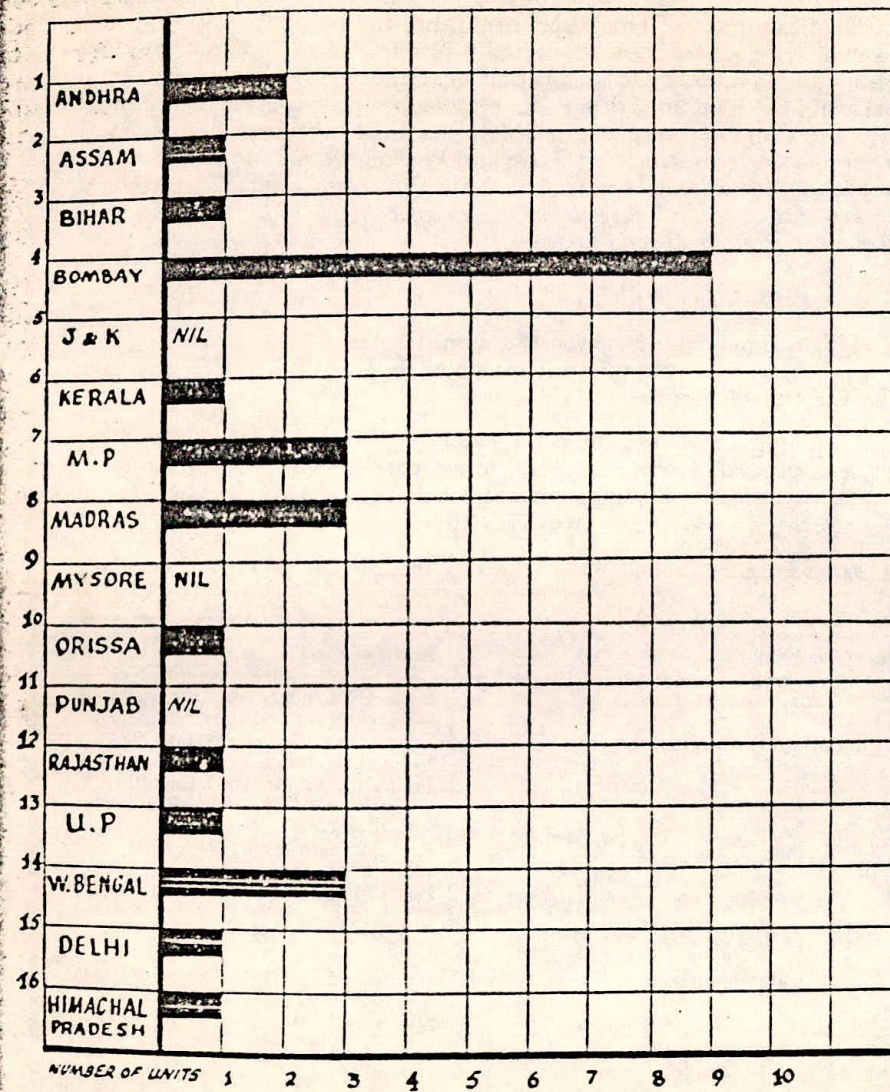 1
ANDHRA
2
ASSAM
3
BIHAR
4
BOMBAY
5
J & K NIL
6
KERALA
7
M.P
8
MADRAS
9
MYSORE NIL
10
ORISSA
11
PUNJAB NIL
12
RAJASTHAN
13
U.P
14
W.BENGAL
15
DELHI
16
HIMACHAL
PRADESH
NUMBER OF UNITS 1 2 3 4 5 6 7 8 9 10